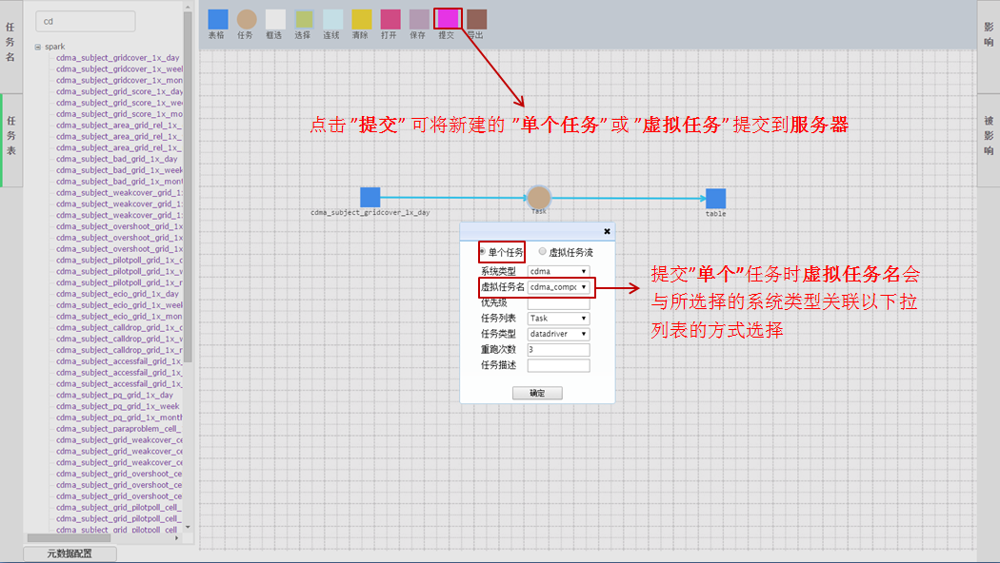 任务名
任务表
cd
spark
cdma_subject_gridcover_1x_day
cdma_subject_gridcover_1x_weel
cdma_subject_gridcover_1x_mon
cdma_subject_grid_score_1x_day
cdma_subject_grid_score_1x_wee
cdma_subject_grid_score_1x_mo
cdma_subject_area_grid_rel_1x_
cdma_subject_area_grid_rel_1x_
cdma_subject_area_grid_rel_1x_
cdma_subject_bad_grid_1x_day
cdma_subject_bad_grid_1x_week
cdma_subject_bad_grid_1x_mont
cdma_subject_weakcover_grid_1:
cdma_subject_weakcover_grid_1:
cdma_subject_weakcover_grid_1:
cdma_subject_overshoot_grid_1x
cdma_subject_overshoot_grid_1x
cdma_subject_overshoot_grid_1x
cdma_subject_pilotpoll_grid_1x_c
cdma_subject_pilotpoll_grid_1x_w
cdma_subject_pilotpoll_grid_1x_r
cdma_subject_ecio_grid_1x_day
cdma_subject_ecio_grid_1x_week
cdma_subject_ecio_grid_1x_mont
cdma_subject_calldrop_grid_1x_c
cdma_subject_calldrop_grid_1x_w
cdma_subject_calldrop_grid_1x_r
cdma_subject_accessfail_grid_1x_
cdma_subject_accessfail_grid_1x_
cdma_subject_accessfail_grid_1x_
cdma_subject_pq_grid_1x_day
cdma_subject_pq_grid_1x_week
cdma_subject_pq_grid_1x_month
cdma_subject_paraproblem_cell_
cdma_subject_grid_weakcover_ce
cdma_subject_grid_weakcover_ce
cdma_subject_grid_weakcover_ce
cdma_subject_grid_overshoot_ce
cdma_subject_grid_overshoot_ce
cdma_subject_grid_overshoot_ce
cdma_subject_grid_pilotpoll_cell_
cdma_subject_grid_pilotpoll_cell_
cdma_subject_grid_pilotpoll_cell_
元数据配置
表格 任务 框选 选择 连线 清除 打开 保存 提交 导出
点击"提交"可将新建的 "单个任务"或"虚拟任务"提交到服务器
cdma_subject_gridcover_1x_day
Task
table
单个任务 虚拟任务流
系统类型 cdma
虚拟任务名 cdma_compc
优先级
任务列表 Task
任务类型 datadriver
重跑次数 3
任务描述
确定
提交"单个"任务时虚拟任务名会
与所选择的系统类型关联以下拉
列表的方式选择
影响
被影响